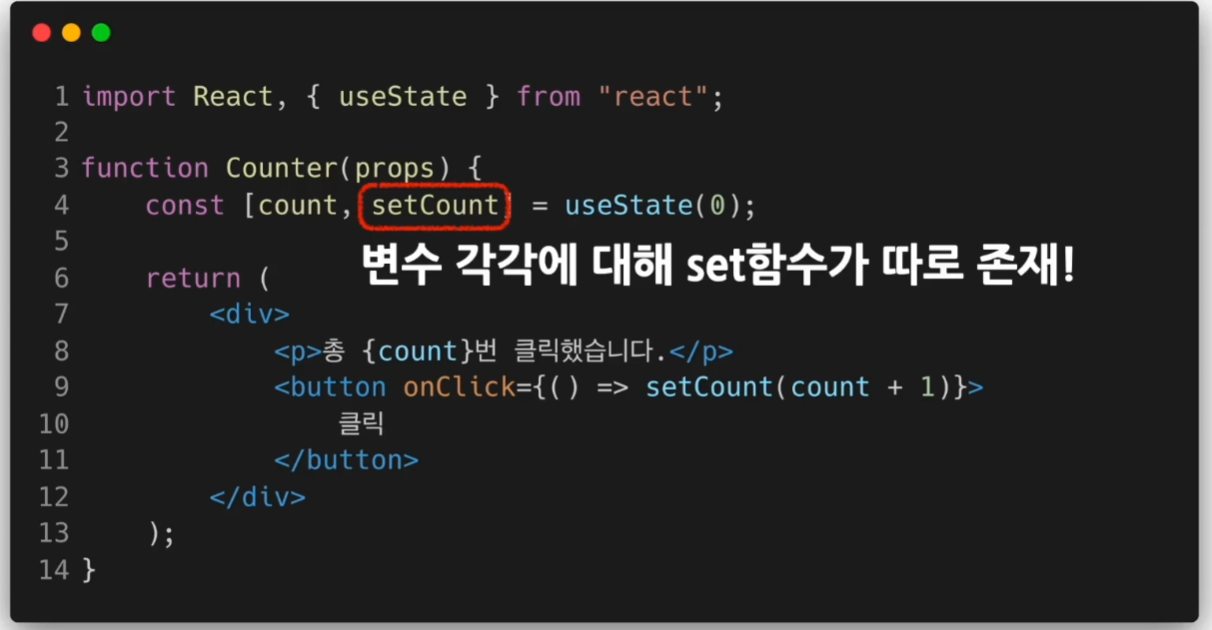 1 import React, { useState } from "react";
2
3 function Counter(props) {
4 const [count, setCount] = useState(0);
변수 각각에 대해 set함수가 따로 존재!
5
6 return (
7 <div>
8 <p>총 {count}번 클릭했습니다.</p>
9 <button onClick={() => setCount(count + 1)}>
10 클릭
11 </button>
12 </div>
13 );
14 }